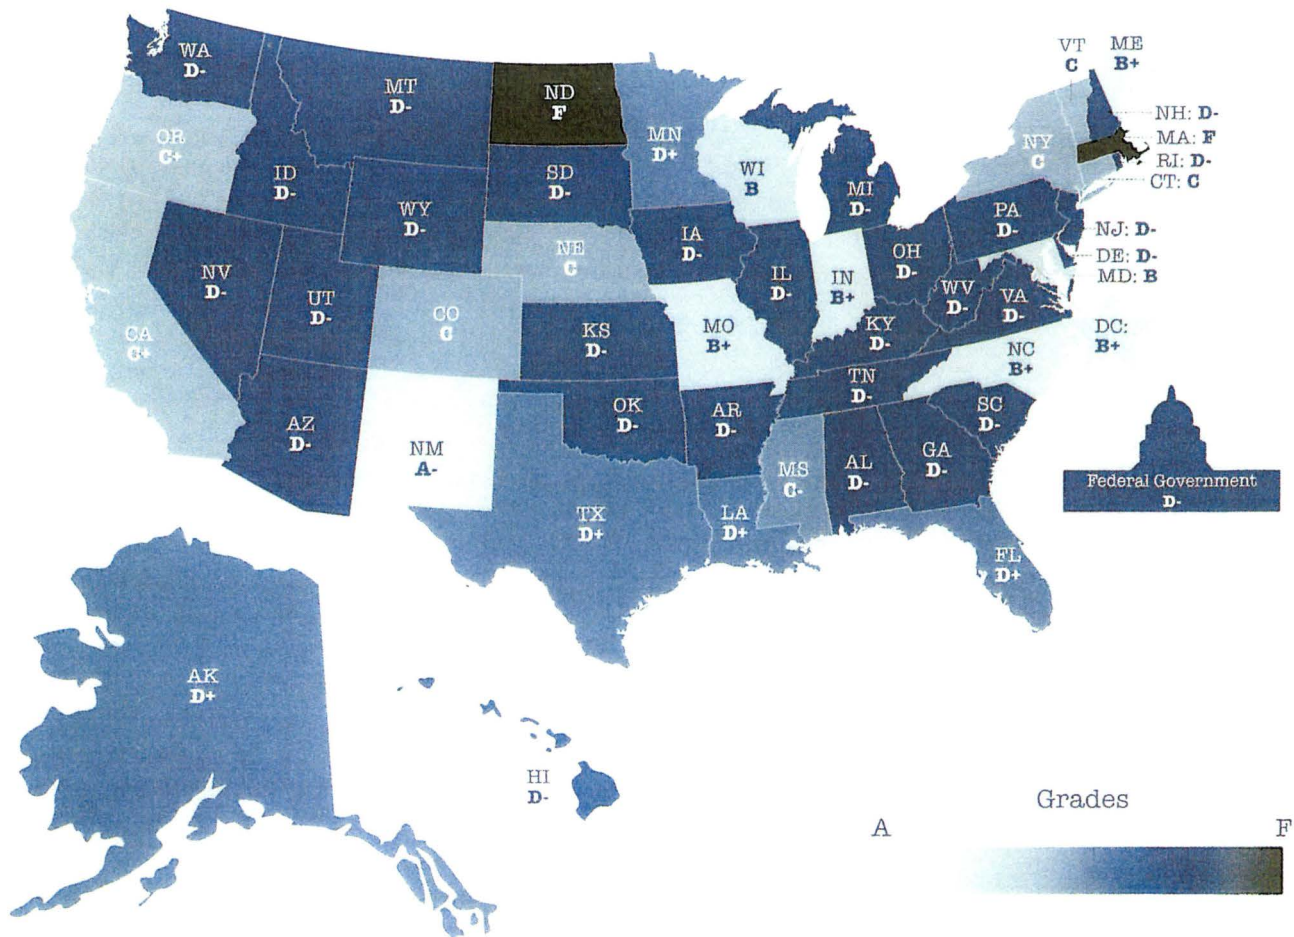 WA
D-
MT
D-
ND
F
VT
C
ME
B+
NH: D-
MA: F
RI: D-
CT: C
OR
C+
ID
D-
MN
D+
WI
B
NY
C
SD
D-
MI
D-
WY
D-
PA
D-
NJ: D-
DE: D-
MD: B
IA
D-
NE
C
OH
D-
NV
D-
UT
D-
IL
D-
IN
B+
WV
D-
VA
D-
CA
C+
CO
C
KS
D-
MO
B+
KY
D-
DC:
B+
NC
B+
TN
D-
AZ
D-
OK
D-
AR
D-
SC
D-
NM
A-
MS
C-
AL
D-
GA
D-
Federal Government
D-
TX
D+
LA
D+
FL
D+
AK
D+
HI
D-
Grades
A
F